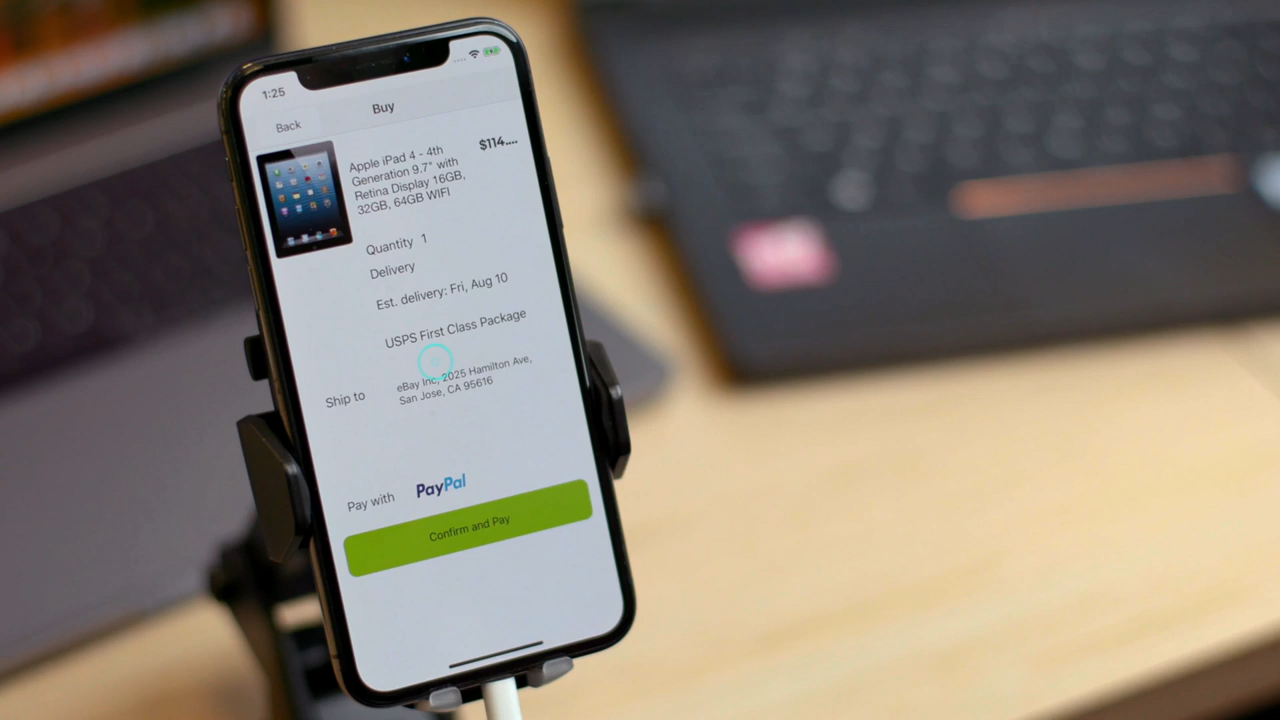 1:25
Back
Buy
Apple iPad 4 - 4th
Generation 9.7" with
Retina Display 16GB,
32GB, 64GB WIFI
$114....
Quantity 1
Delivery
Est. delivery: Fri, Aug 10
USPS First Class Package
Ship to
eBay Inc, 2025 Hamilton Ave,
San Jose, CA 95616
Pay with
PayPal
Confirm and Pay